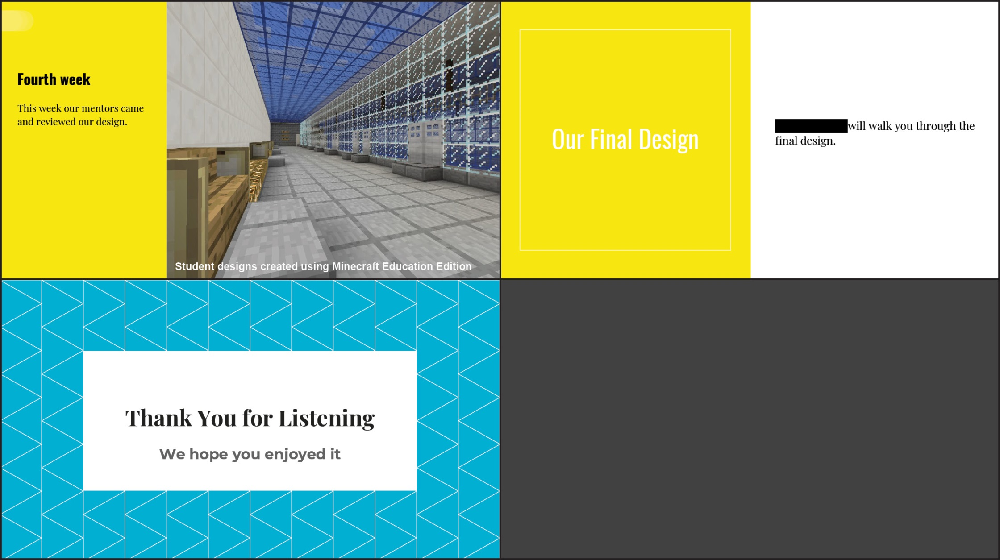 Fourth week
This week our mentors came
and reviewed our design.
Student designs created using Minecraft Education Edition
Our Final Design
will walk you through the
final design.
Thank You for Listening
We hope you enjoyed it